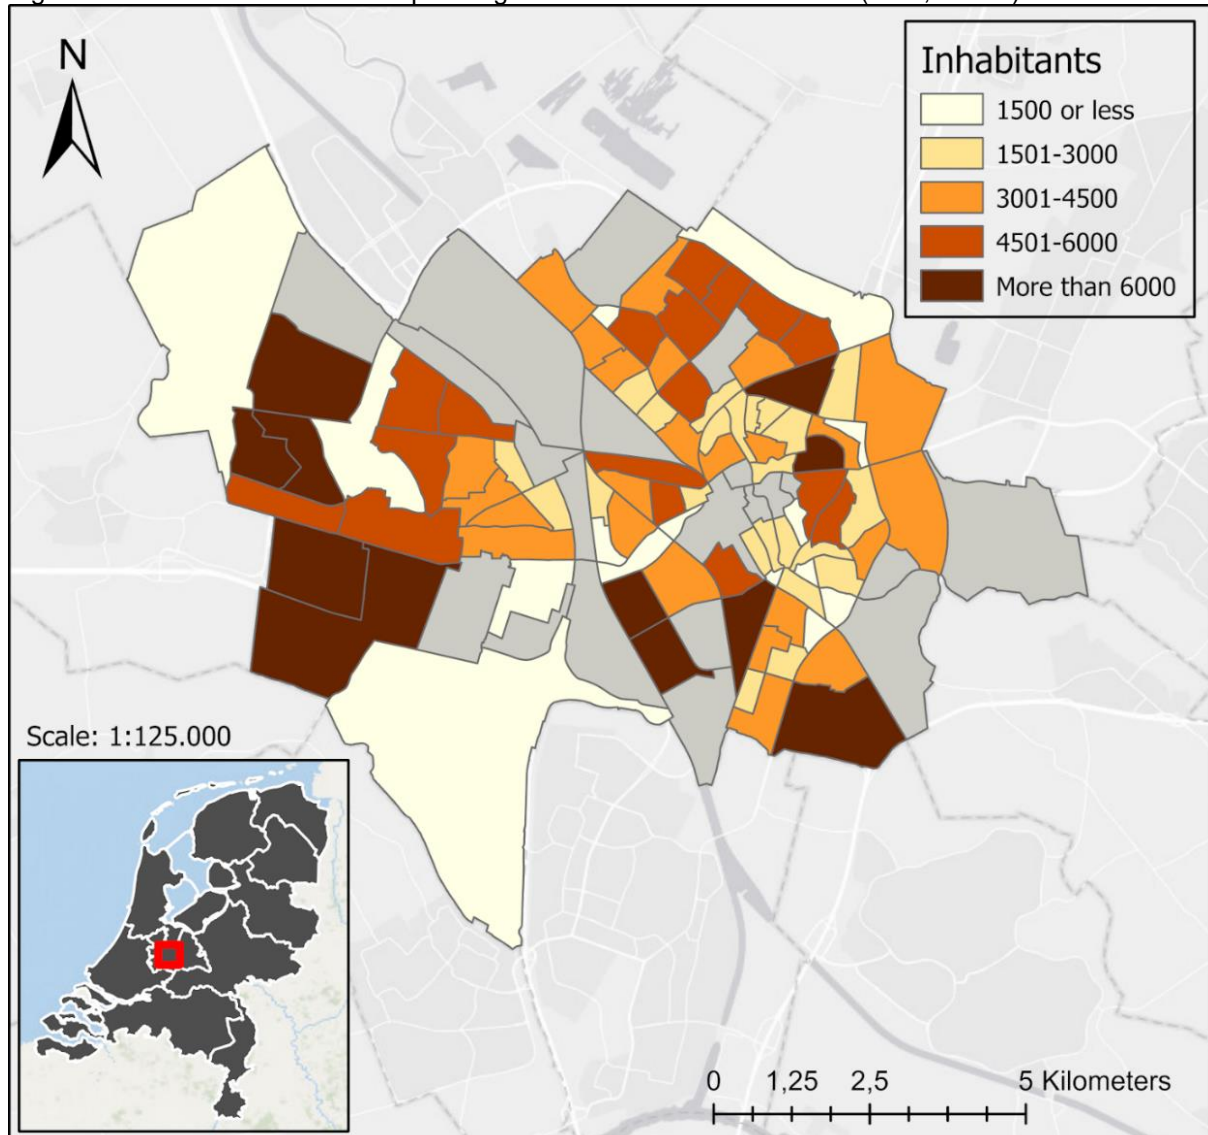 N
Inhabitants
1500 or less
1501-3000
3001-4500
4501-6000
More than 6000
Scale: 1:125.000
0 1,25 2,5 5 Kilometers